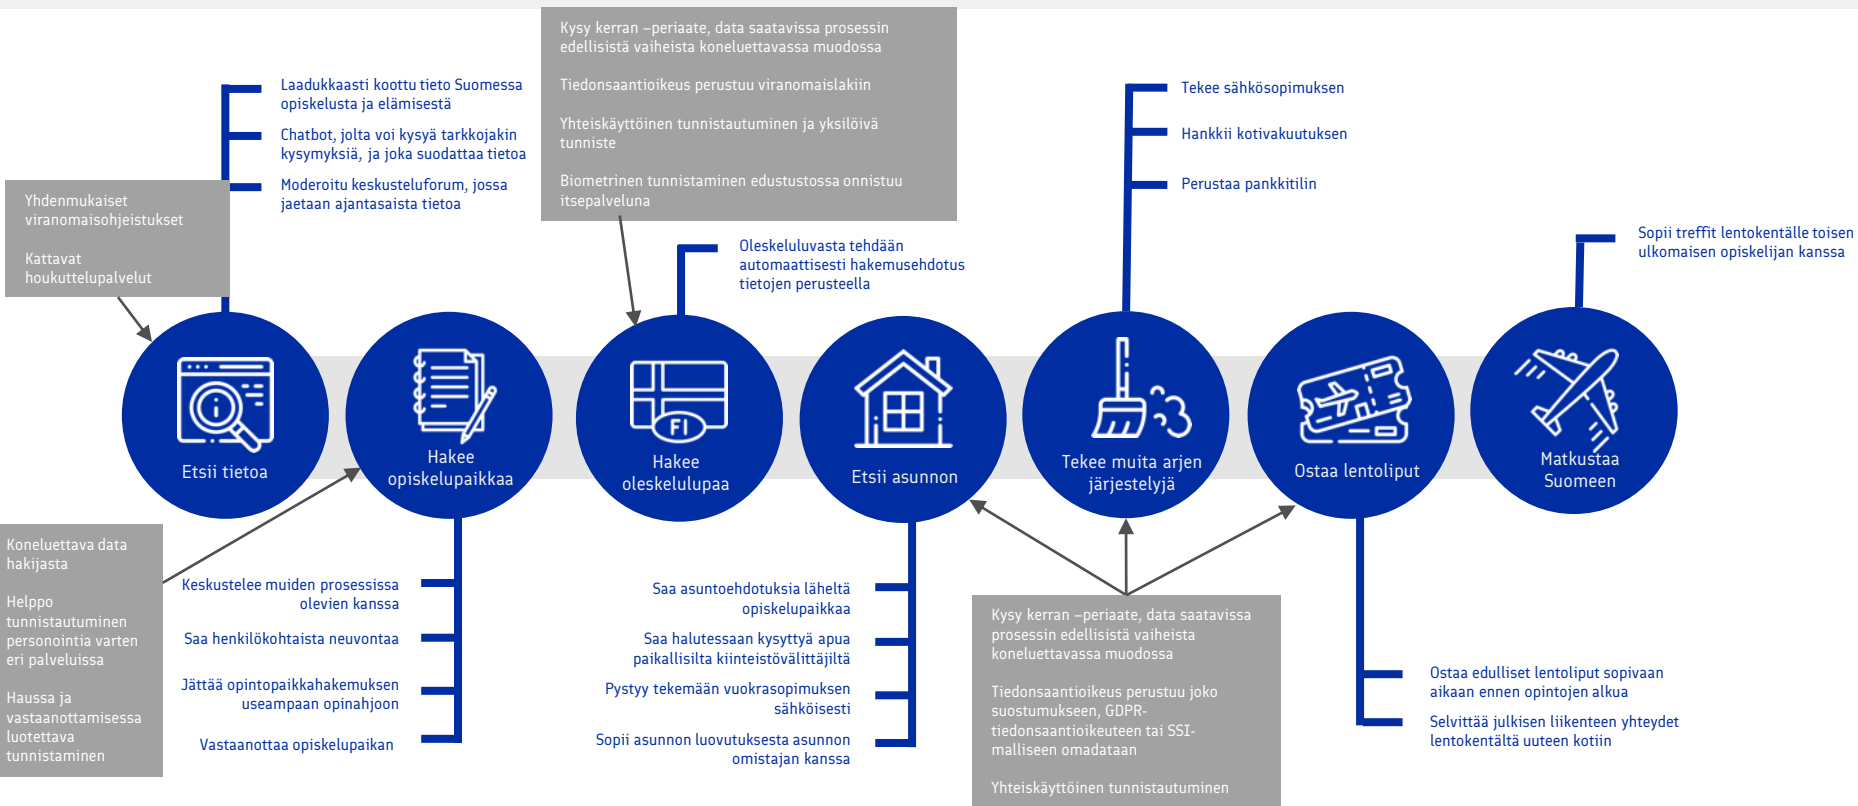 Kysy kerran –periaate, data saatavissa prosessin
edellisistä vaiheista koneluettavassa muodossa
Tiedonsaantioikeus perustuu viranomaislakiin
Yhteiskäyttöinen tunnistautuminen ja yksilöivä
tunniste
Biometrinen tunnistaminen edustustossa onnistuu
itsepalveluna
Laadukkaasti koottu tieto Suomessa
opiskelusta ja elämisestä
Chatbot, jolta voi kysyä tarkkojakin
kysymyksiä, ja joka suodattaa tietoa
Moderoitu keskusteluforum, jossa
jaetaan ajantasaista tietoa
Yhdenmukaiset
viranomaisohjeistukset
Kattavat
houkuttelupalvelut
Oleskeluluvasta tehdään
automaattisesti hakemusehdotus
tietojen perusteella
Tekee sähkösopimuksen
Hankkii kotivakuutuksen
Perustaa pankkitilin
Sopii treffit lentokentälle toisen
ulkomaisen opiskelijan kanssa
Etsii tietoa
Hakee
opiskelupaikkaa
FI
Hakee
oleskelulupaa
Etsii asunnon
Tekee muita arjen
järjestelyjä
Ostaa lentoliput
Matkustaa
Suomeen
Koneluettava data
hakijasta
Helppo
tunnistautuminen
personointia varten
eri palveluissa
Haussa ja
vastaanottamisessa
luotettava
tunnistaminen
Keskustelee muiden prosessissa
olevien kanssa
Saa henkilökohtaista neuvontaa
Jättää opintopaikkahakemuksen
useampaan opinahjoon
Vastaanottaa opiskelupaikan
Saa asuntoehdotuksia läheltä
opiskelupaikkaa
Saa halutessaan kysyttyä apua
paikallisilta kiinteistövälittäjiltä
Pystyy tekemään vuokrasopimuksen
sähköisesti
Sopii asunnon luovutuksesta asunnon
omistajan kanssa
Kysy kerran –periaate, data saatavissa
prosessin edellisistä vaiheista
koneluettavassa muodossa
Tiedonsaantioikeus perustuu joko
suostumukseen, GDPR-
tiedonsaantioikeuteen tai SSI-
malliseen omadataan
Yhteiskäyttöinen tunnistautuminen
Ostaa edulliset lentoliput sopivaan
aikaan ennen opintojen alkua
Selvittää julkisen liikenteen yhteydet
lentokentältä uuteen kotiin